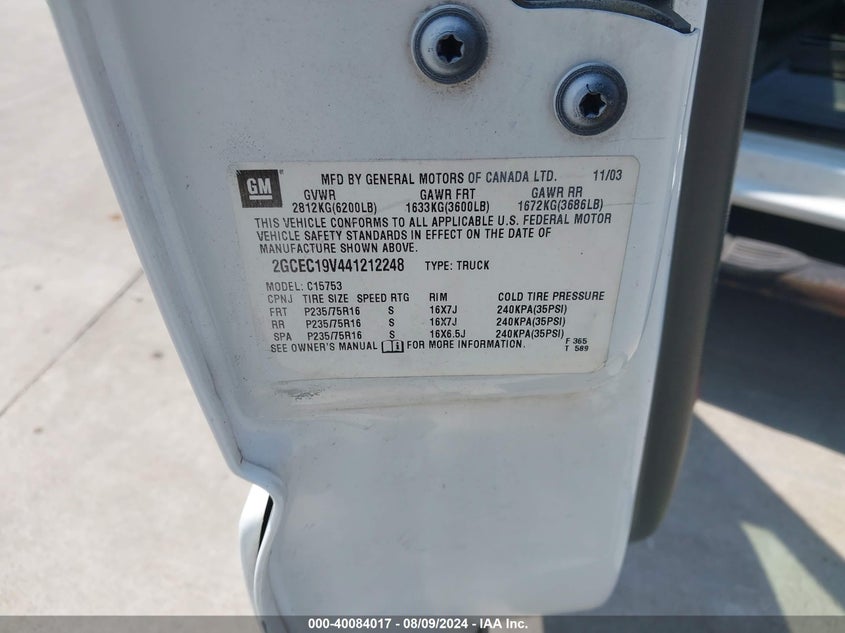 GM MFD BY GENERAL MOTORS OF CANADA LTD. 11/03
GVWR GAWR FRT GAWR RR
2812KG(6200LB) 1633KG(3600LB) 1672KG(3686LB)
THIS VEHICLE CONFORMS TO ALL APPLICABLE U.S. FEDERAL MOTOR
VEHICLE SAFETY STANDARDS IN EFFECT ON THE DATE OF
MANUFACTURE SHOWN ABOVE.
2GCEC19V441212248 TYPE: TRUCK
MODEL: C15753
CPNJ TIRE SIZE SPEED RTG RIM COLD TIRE PRESSURE
FRT P235/75R16 S 16X7J 240KPA(35PSI)
RR P235/75R16 S 16X7J 240KPA(35PSI)
SPA P235/75R16 S 16X6.5J 240KPA(35PSI)
SEE OWNER'S MANUAL FOR MORE INFORMATION.
F 365
T 589
000-40084017 - 08/09/2024 - IAA Inc.